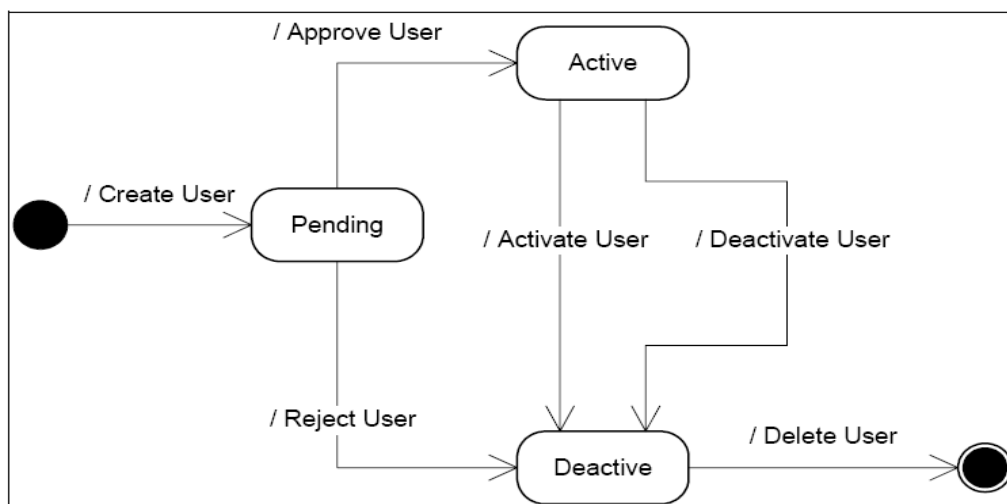 / Approve User
Active
/ Create User
Pending
/ Activate User
/ Deactivate User
/ Reject User
Deactive
/ Delete User